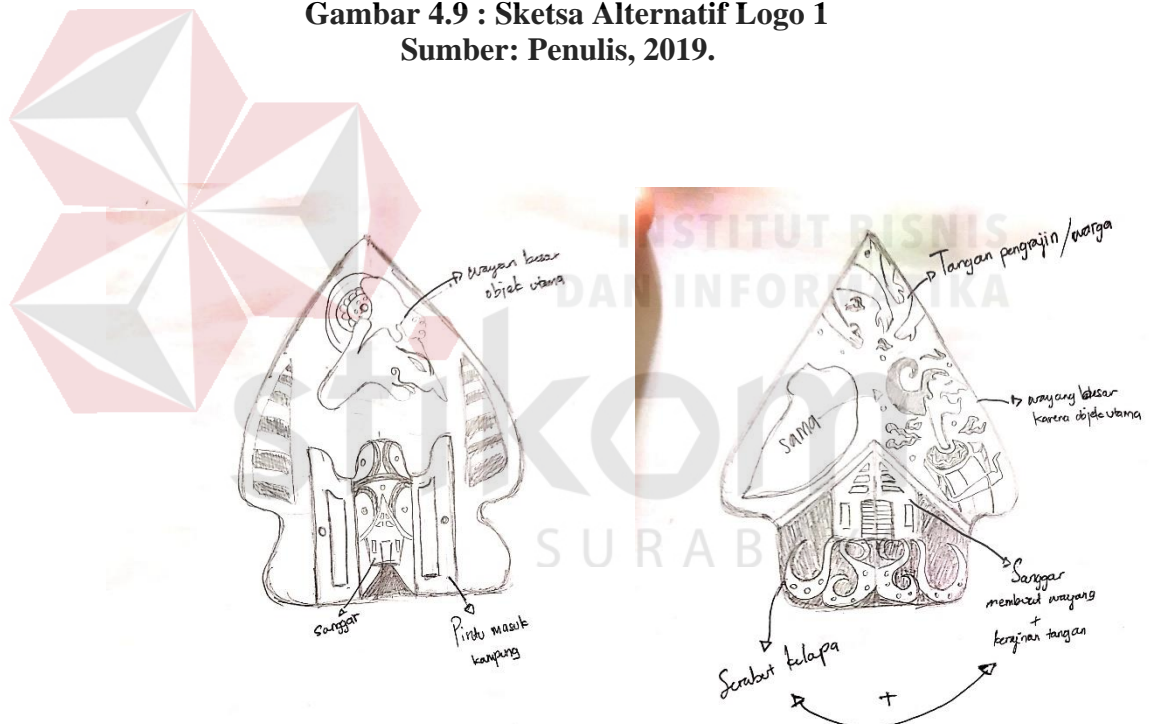 Gambar 4.9 : Sketsa Alternatif Logo 1
Sumber: Penulis, 2019.
INSTITUT BISNIS
DAN INFORMATIKA
stikom
SURABAYA
wayan besar
objek utama
sanggar
Pintu masuk
kampung
Tangan pengrajin/warga
wayang besar
karena objek utama
sama
Sanggar
membuat wayang
+
kerajinan tangan
Serabut kelapa
+